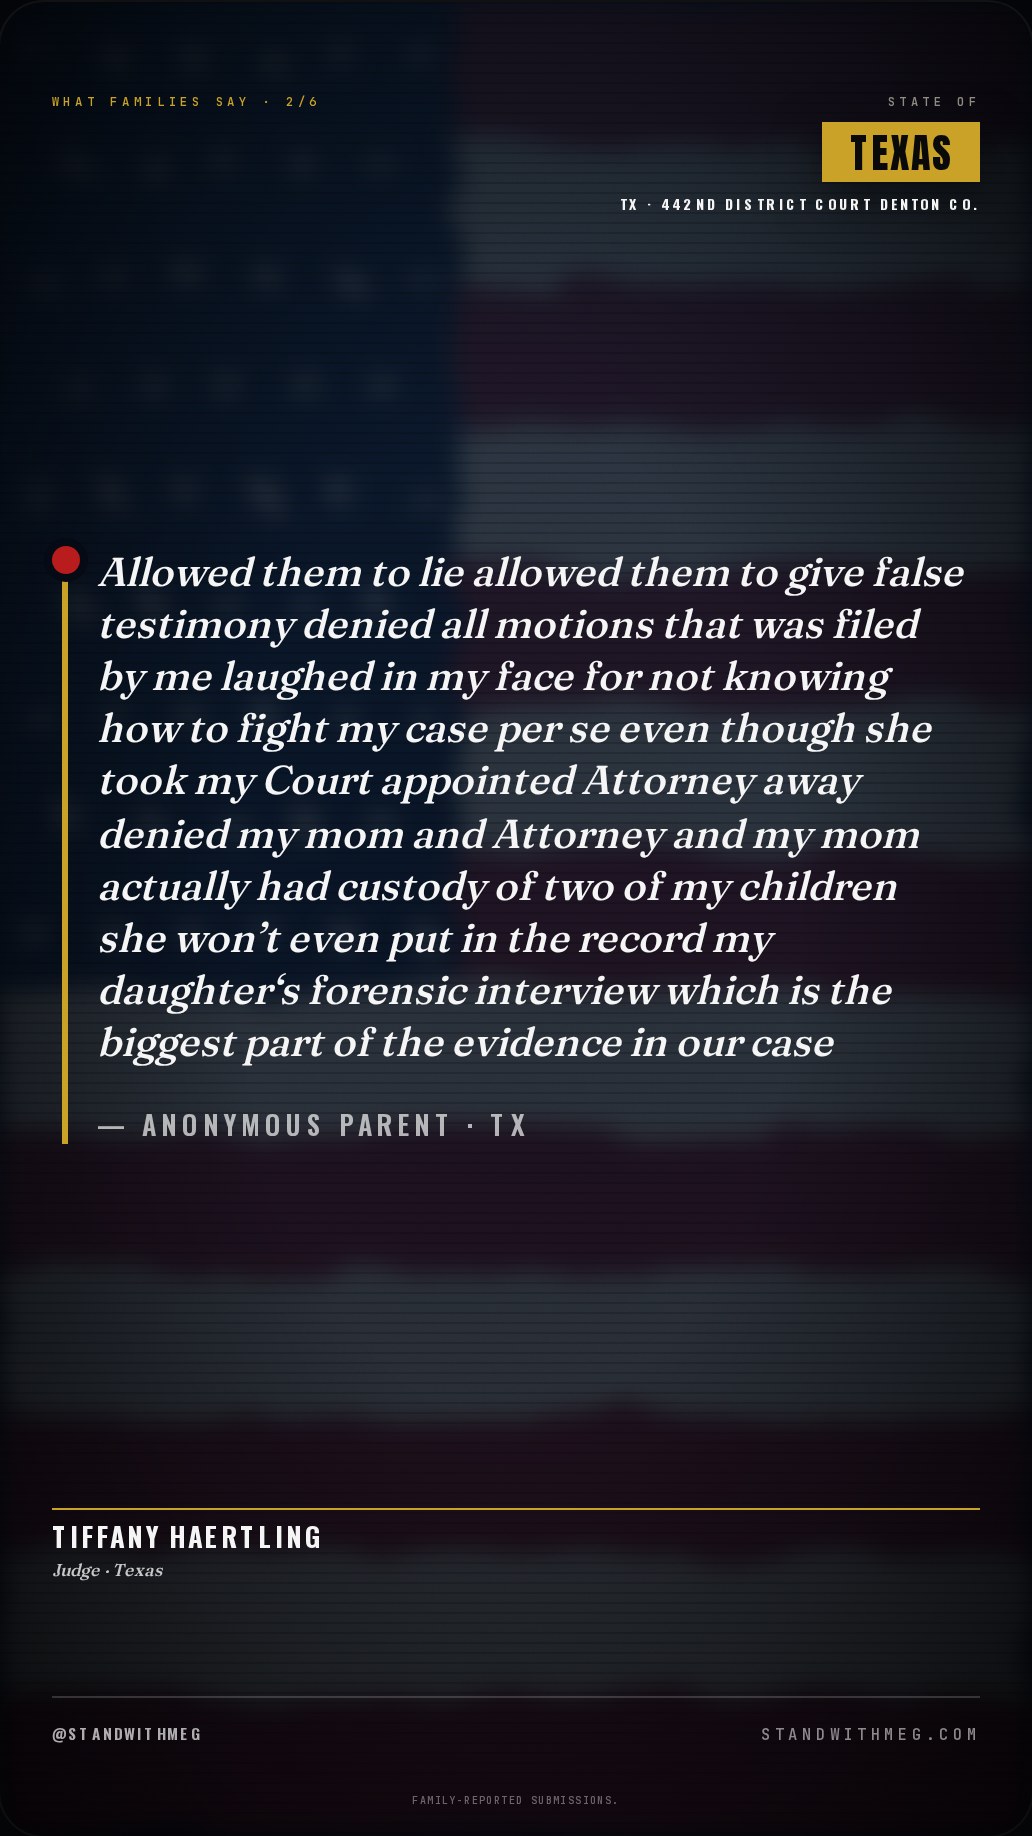 WHAT FAMILIES SAY · 2/6
STATE OF
TEXAS
TX · 442ND DISTRICT COURT DENTON CO.
Allowed them to lie allowed them to give false
testimony denied all motions that was filed
by me laughed in my face for not knowing
how to fight my case per se even though she
took my Court appointed Attorney away
denied my mom and Attorney and my mom
actually had custody of two of my children
she won’t even put in the record my
daughter‘s forensic interview which is the
biggest part of the evidence in our case
— ANONYMOUS PARENT · TX
TIFFANY HAERTLING
Judge · Texas
@STANDWITHMEG
STANDWITHMEG.COM
FAMILY-REPORTED SUBMISSIONS.